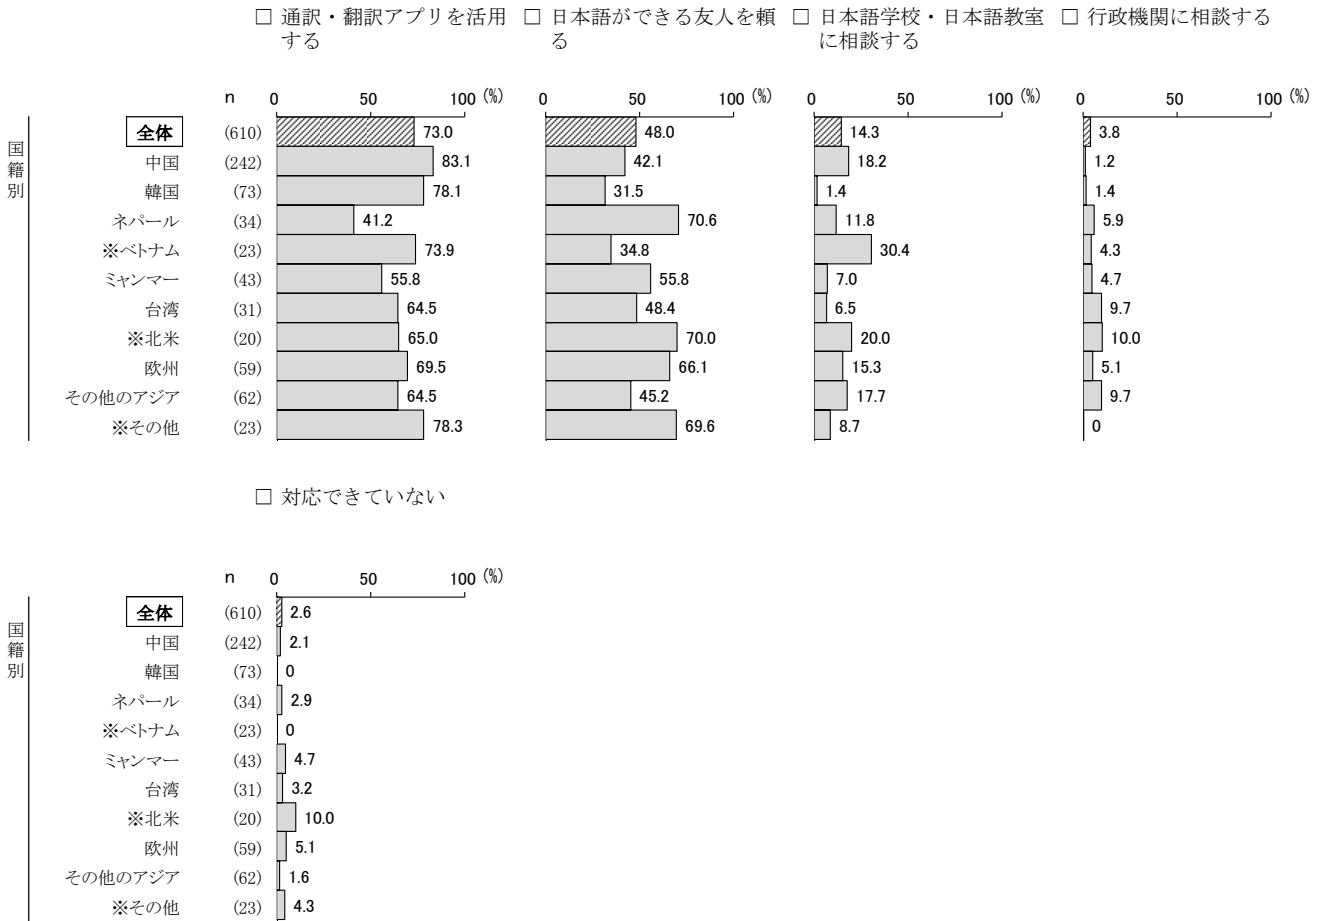 □ 通訳・翻訳アプリを活用 □ 日本語ができる友人を頼 □ 日本語学校・日本語教室 □ 行政機関に相談する
する る に相談する
n 0 50 100 (%) 0 50 100 (%) 0 50 100 (%) 0 50 100 (%)
国籍別
全体 (610) 73.0 48.0 14.3 3.8
中国 (242) 83.1 42.1 18.2 1.2
韓国 (73) 78.1 31.5 1.4 1.4
ネパール (34) 41.2 70.6 11.8 5.9
※ベトナム (23) 73.9 34.8 30.4 4.3
ミャンマー (43) 55.8 55.8 7.0 4.7
台湾 (31) 64.5 48.4 6.5 9.7
※北米 (20) 65.0 70.0 20.0 10.0
欧州 (59) 69.5 66.1 15.3 5.1
その他のアジア (62) 64.5 45.2 17.7 9.7
※その他 (23) 78.3 69.6 8.7 0
□ 対応できていない
n 0 50 100 (%)
国籍別
全体 (610) 2.6
中国 (242) 2.1
韓国 (73) 0
ネパール (34) 2.9
※ベトナム (23) 0
ミャンマー (43) 4.7
台湾 (31) 3.2
※北米 (20) 10.0
欧州 (59) 5.1
その他のアジア (62) 1.6
※その他 (23) 4.3